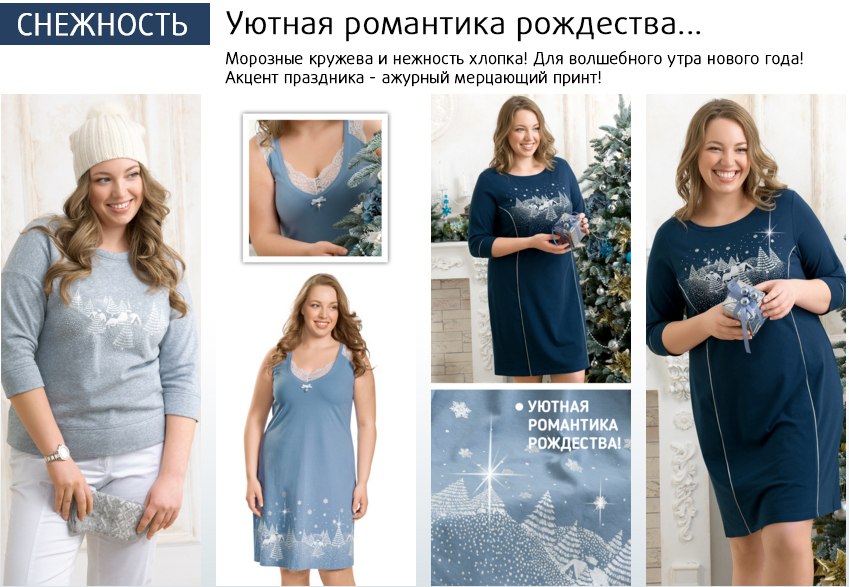 СНЕЖНОСТЬ
Уютная романтика рождества...
Морозные кружева и нежность хлопка! Для волшебного утра нового года!
Акцент праздника - ажурный мерцающий принт!
• УЮТНАЯ
РОМАНТИКА
РОЖДЕСТВА!